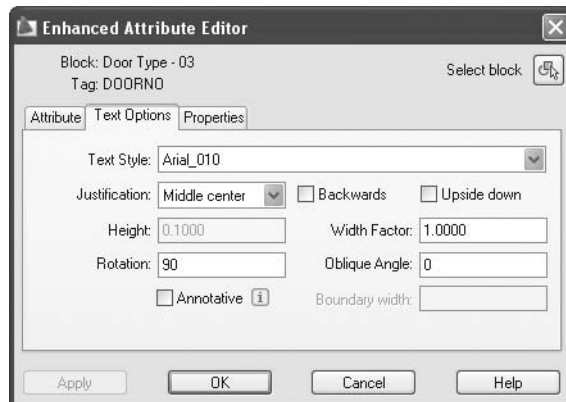 Enhanced Attribute Editor
Block: Door Type - 03
Tag: DOORNO
Select block
Attribute Text Options Properties
Text Style: Arial_010
Justification: Middle center Backwards Upside down
Height: 0.1000 Width Factor: 1.0000
Rotation: 90 Oblique Angle: 0
Annotative i Boundary width:
Apply OK Cancel Help